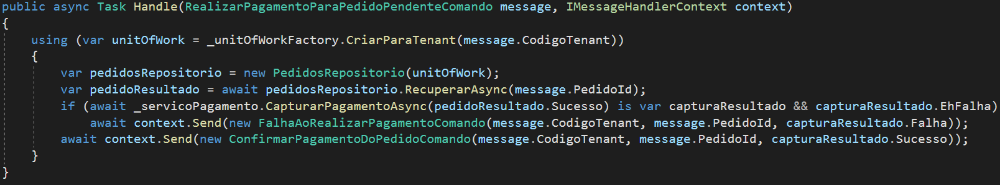 public async Task Handle(RealizarPagamentoParaPedidoPendenteComando message, IMessageHandlerContext context)
{
using (var unitOfWork = _unitOfWorkFactory.CriarParaTenant(message.CodigoTenant))
{
var pedidosRepositorio = new PedidosRepositorio(unitOfWork);
var pedidoResultado = await pedidosRepositorio.RecuperarAsync(message.PedidoId);
if (await _servicoPagamento.CapturarPagamentoAsync(pedidoResultado.Sucesso) is var capturaResultado && capturaResultado.EhFalha)
await context.Send(new FalhaAoRealizarPagamentoComando(message.CodigoTenant, message.PedidoId, capturaResultado.Falha));
await context.Send(new ConfirmarPagamentoDoPedidoComando(message.CodigoTenant, message.PedidoId, capturaResultado.Sucesso));
}
}